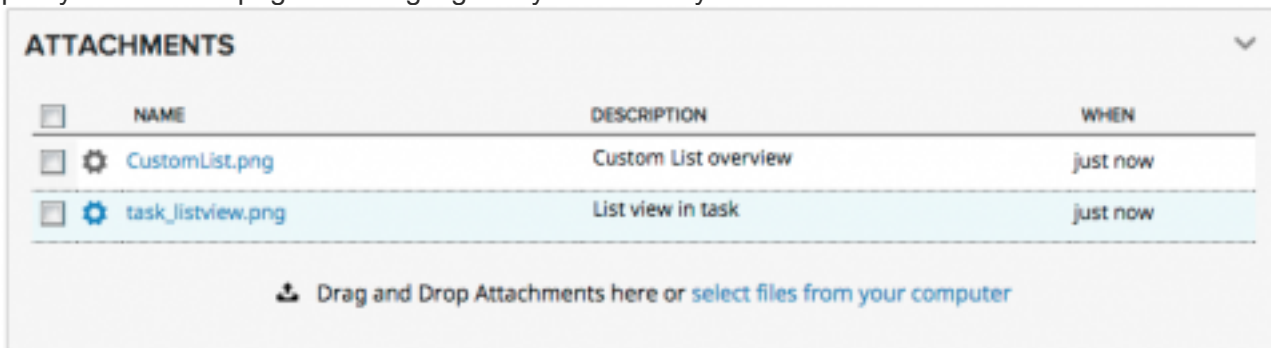 ATTACHMENTS
NAME DESCRIPTION WHEN
CustomList.png Custom List overview just now
task_listview.png List view in task just now
Drag and Drop Attachments here or select files from your computer